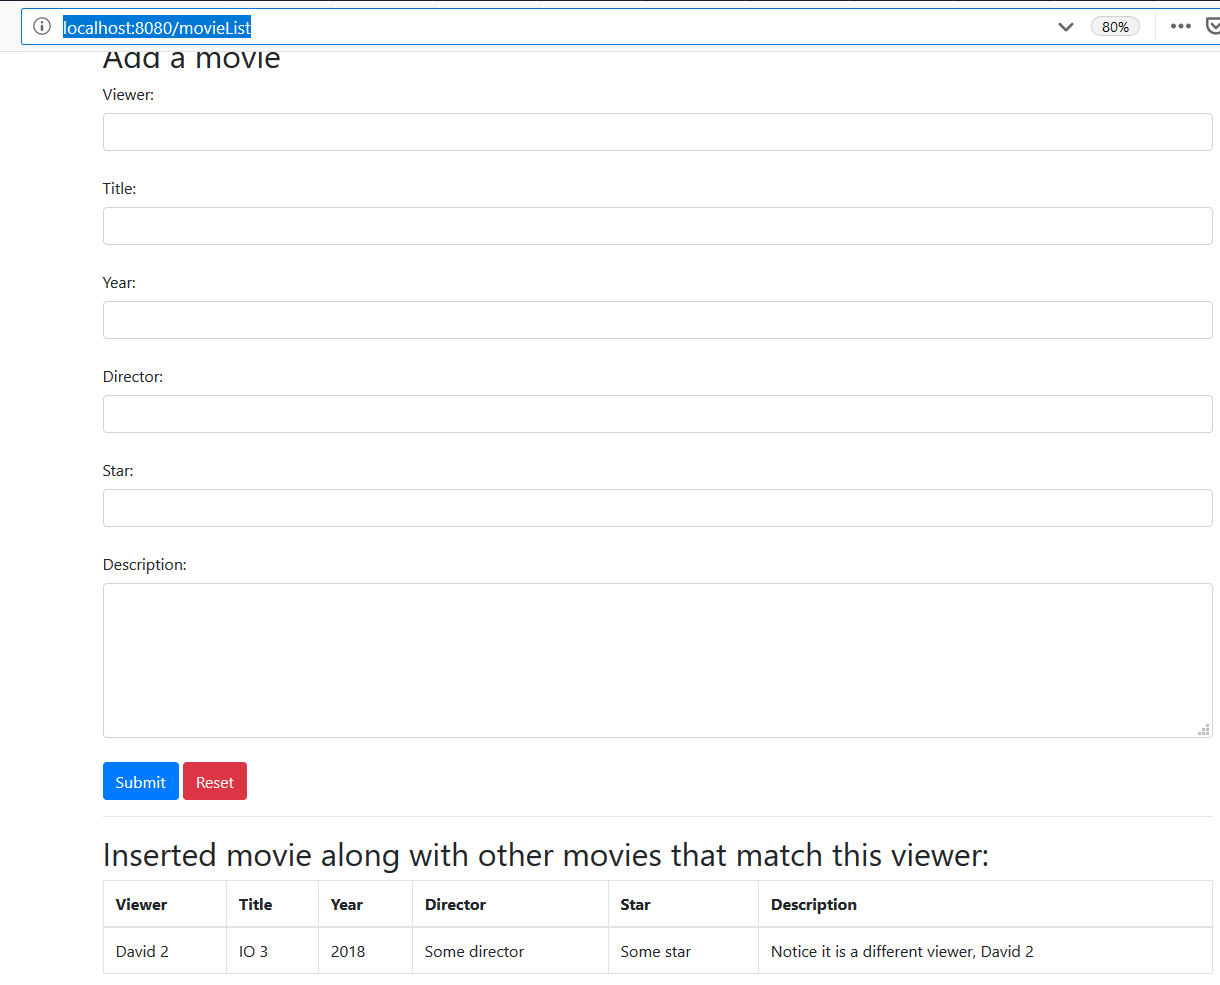 localhost:8080/movieList
80%
Add a movie
Viewer:
Title:
Year:
Director:
Star:
Description:
Submit Reset
Inserted movie along with other movies that match this viewer:
Viewer Title Year Director Star Description
David 2 IO 3 2018 Some director Some star Notice it is a different viewer, David 2